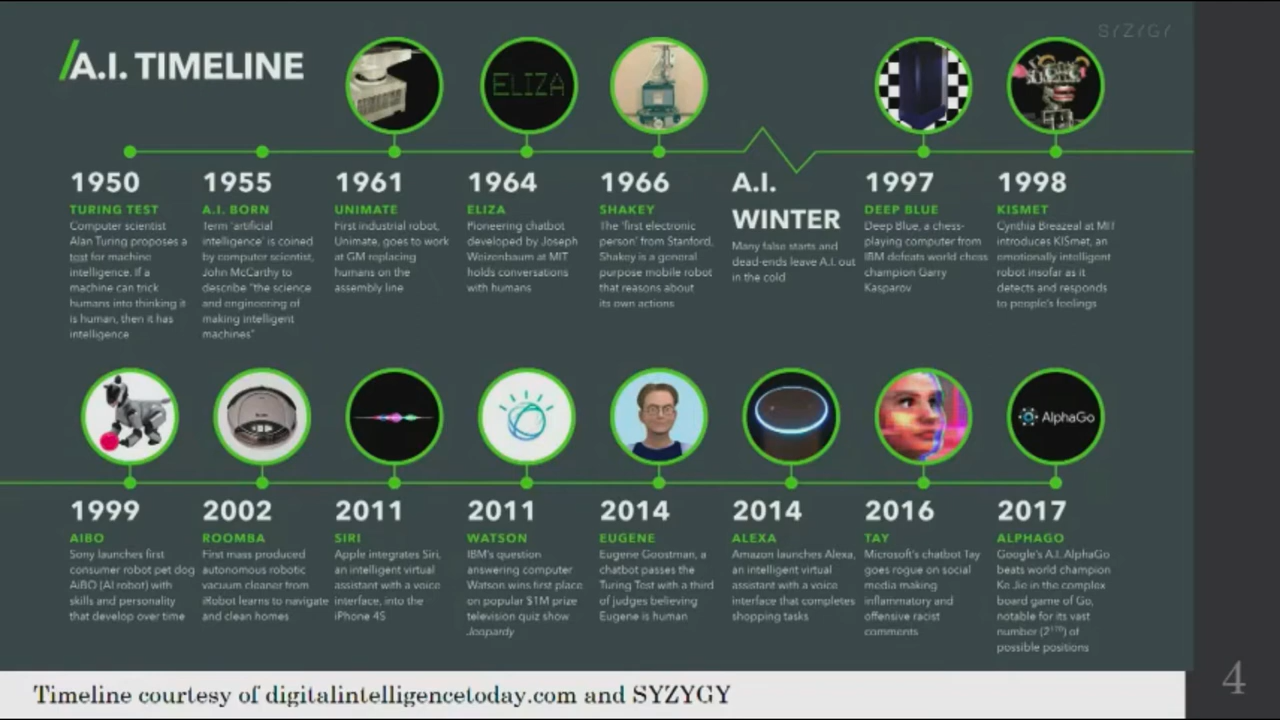 SYZYGY
A.I. TIMELINE
ELIZA
1950
TURING TEST
Computer scientist
Alan Turing proposes a
test for machine
intelligence. If a
machine can trick
humans into thinking it
is human, then it has
intelligence
1955
A.I. BORN
Term 'artificial
intelligence' is coined
by computer scientist,
John McCarthy to
describe "the science
and engineering of
making intelligent
machines"
1961
UNIMATE
First industrial robot,
Unimate, goes to work
at GM replacing
humans on the
assembly line
1964
ELIZA
Pioneering chatbot
developed by Joseph
Weizenbaum at MIT
holds conversations
with humans
1966
SHAKEY
The 'first electronic
person' from Stanford,
Shakey is a general
purpose mobile robot
that reasons about
its own actions
A.I.
WINTER
Many false starts and
dead-ends leave A.I. out
in the cold
1997
DEEP BLUE
Deep Blue, a chess-
playing computer from
IBM defeats world chess
champion Garry
Kasparov
1998
KISMET
Cynthia Breazeal at MIT
introduces KISmet, an
emotionally intelligent
robot insofar as it
detects and responds
to people's feelings
AlphaGo
1999
AIBO
Sony launches first
consumer robot pet dog
AiBO (AI robot) with
skills and personality
that develop over time
2002
ROOMBA
First mass produced
autonomous robotic
vacuum cleaner from
iRobot learns to navigate
and clean homes
2011
SIRI
Apple integrates Siri,
an intelligent virtual
assistant with a voice
interface, into the
iPhone 4S
2011
WATSON
IBM's question
answering computer
Watson wins first place
on popular $1M prize
television quiz show
Jeopardy
2014
EUGENE
Eugene Goostman, a
chatbot passes the
Turing Test with a third
of judges believing
Eugene is human
2014
ALEXA
Amazon launches Alexa,
an intelligent virtual
assistant with a voice
interface that completes
shopping tasks
2016
TAY
Microsoft's chatbot Tay
goes rogue on social
media making
inflammatory and
offensive racist
comments
2017
ALPHAGO
Google's A.I. AlphaGo
beats world champion
Ke Jie in the complex
board game of Go,
notable for its vast
number (2¹⁷⁰) of
possible positions
Timeline courtesy of digitalintelligencetoday.com and SYZYGY
4